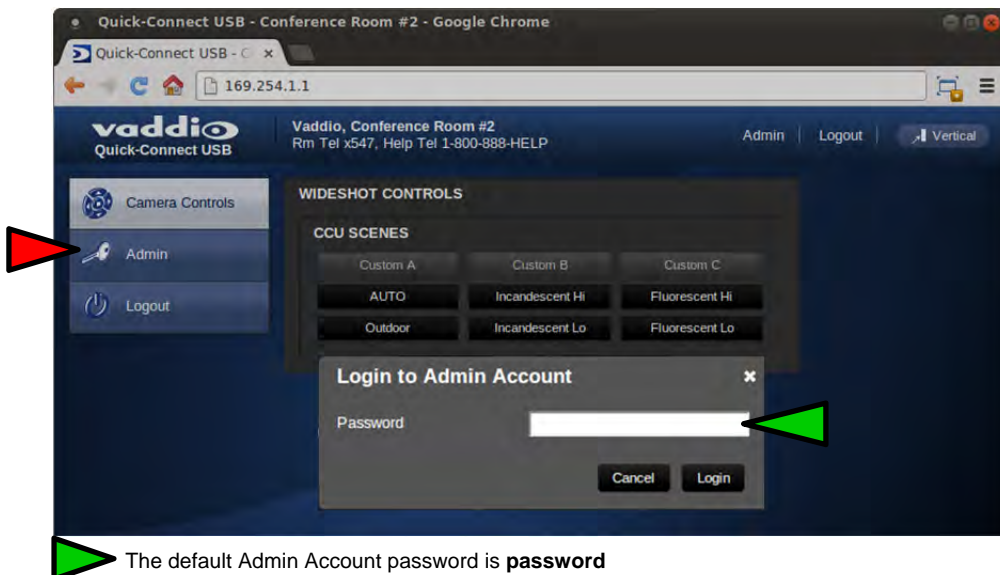 Quick-Connect USB - Conference Room #2 - Google Chrome
Quick-Connect USB - C
169.254.1.1
vaddio
Quick-Connect USB
Vaddio, Conference Room #2
Rm Tel x547, Help Tel 1-800-888-HELP
Admin
Logout
Vertical
Camera Controls
Admin
Logout
WIDESHOT CONTROLS
CCU SCENES
Custom A Custom B Custom C
AUTO Incandescent Hi Fluorescent Hi
Outdoor Incandescent Lo Fluorescent Lo
Login to Admin Account
Password
Cancel Login
The default Admin Account password is password